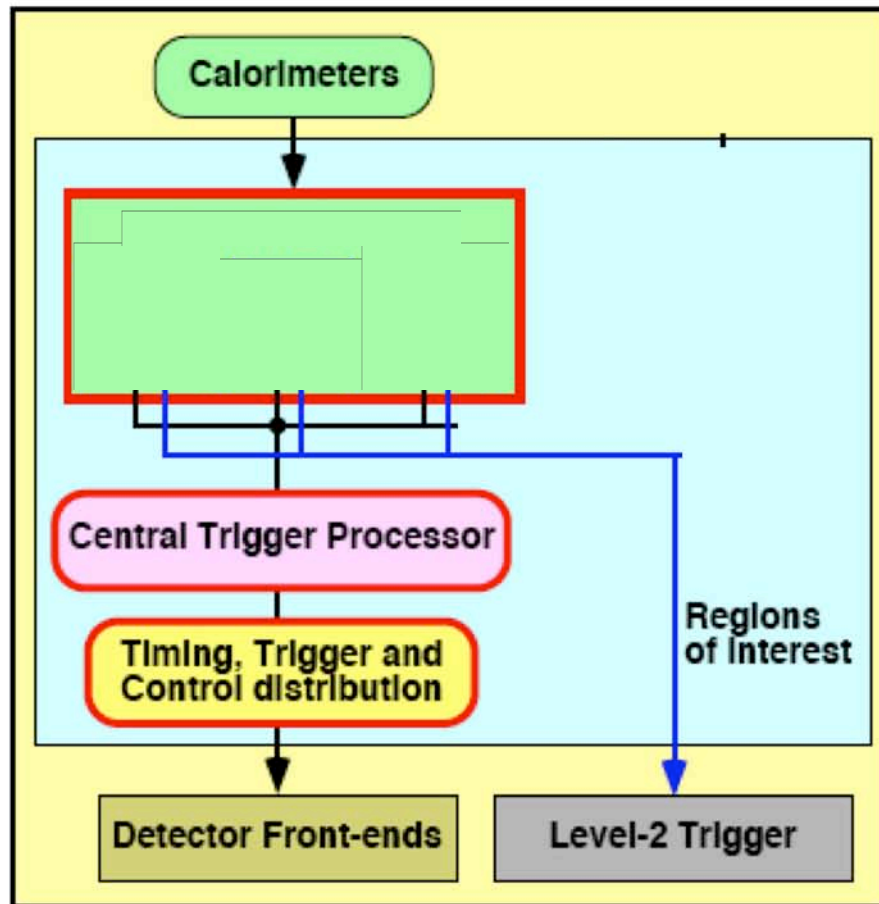 Calorimeters
Central Trigger Processor
Regions
of Interest
Timing, Trigger and
Control distribution
Detector Front-ends
Level-2 Trigger